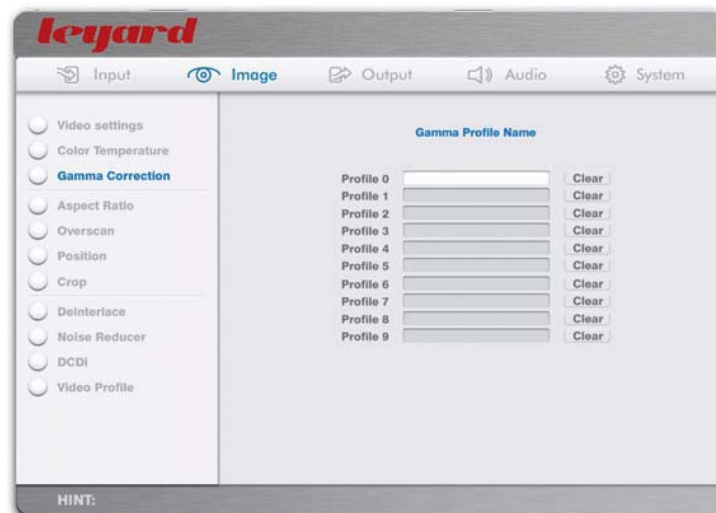 leyard
Input Image Output Audio System
Video settings
Color Temperature
Gamma Correction
Aspect Ratio
Overscan
Position
Crop
Deinterlace
Noise Reducer
DCDi
Video Profile
Gamma Profile Name
Profile 0 Clear
Profile 1 Clear
Profile 2 Clear
Profile 3 Clear
Profile 4 Clear
Profile 5 Clear
Profile 6 Clear
Profile 7 Clear
Profile 8 Clear
Profile 9 Clear
HINT: